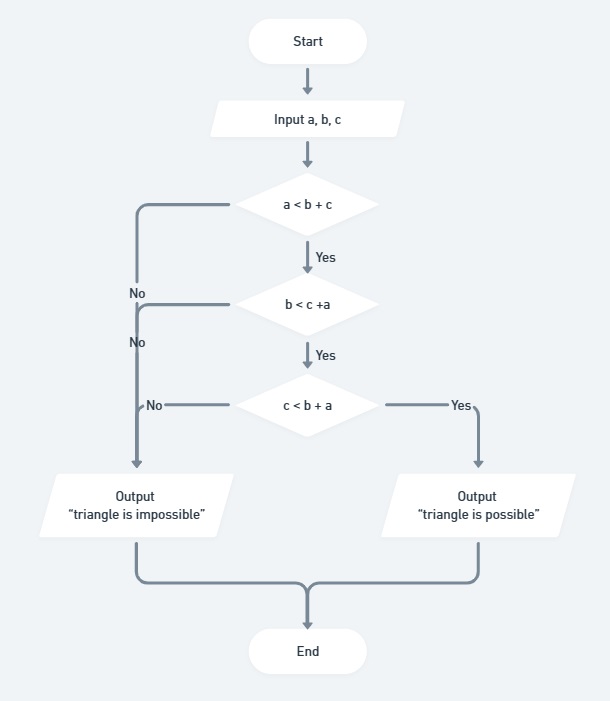 Start
Input a, b, c
a < b + c
Yes
No
b < c +a
No
Yes
c < b + a
No
Yes
Output
“triangle is impossible”
Output
“triangle is possible”
End